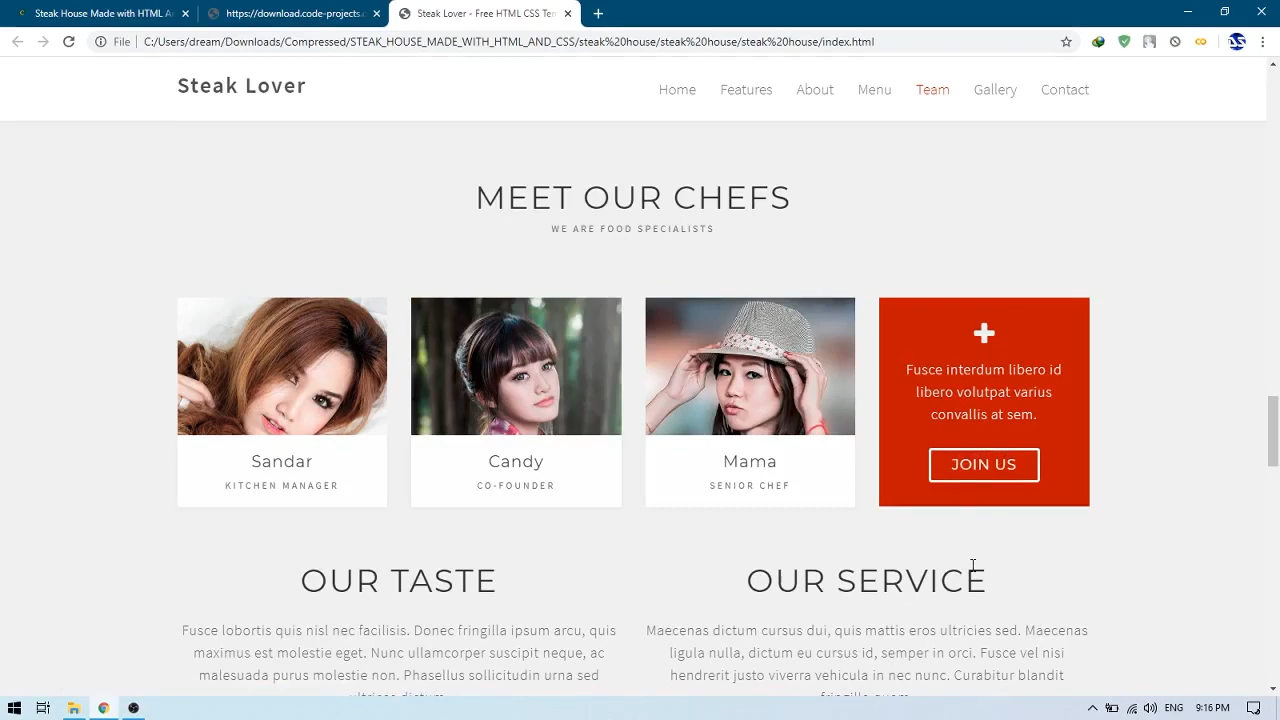 Steak House with HTML A
https://download.code-projects.
Steak Lover - Free HTML CSS Tem
File C:/Users/dream/Downloads/Compressed/STEAK_HOUSE_MADE_WITH_HTML_AND_CSS/steak%20house/steak%20house/steak%20house/index.html
Steak Lover
Home Features About Menu Team Gallery Contact
MEET OUR CHEFS
WE ARE FOOD SPECIALISTS
Sandar
KITCHEN MANAGER
Candy
CO-FOUNDER
Mama
SENIOR CHEF
Fusce interdum libero id
libero volutpat varius
convallis at sem.
JOIN US
OUR TASTE
Fusce lobortis quis nisl nec facilisis. Donec fringilla ipsum arcu, quis
maximus est molestie eget. Nunc ullamcorper suscipit neque, ac
malesuada purus molestie non. Phasellus sollicitudin urna sed
ultrices dictum.
OUR SERVICE
Maecenas dictum cursus dui, quis mattis eros ultricies sed. Maecenas
ligula nulla, dictum eu cursus id, semper in orci. Fusce vel nisi
hendrerit justo viverra vehicula in nec nunc. Curabitur blandit
fringilla quam.
ENG 9:16 PM